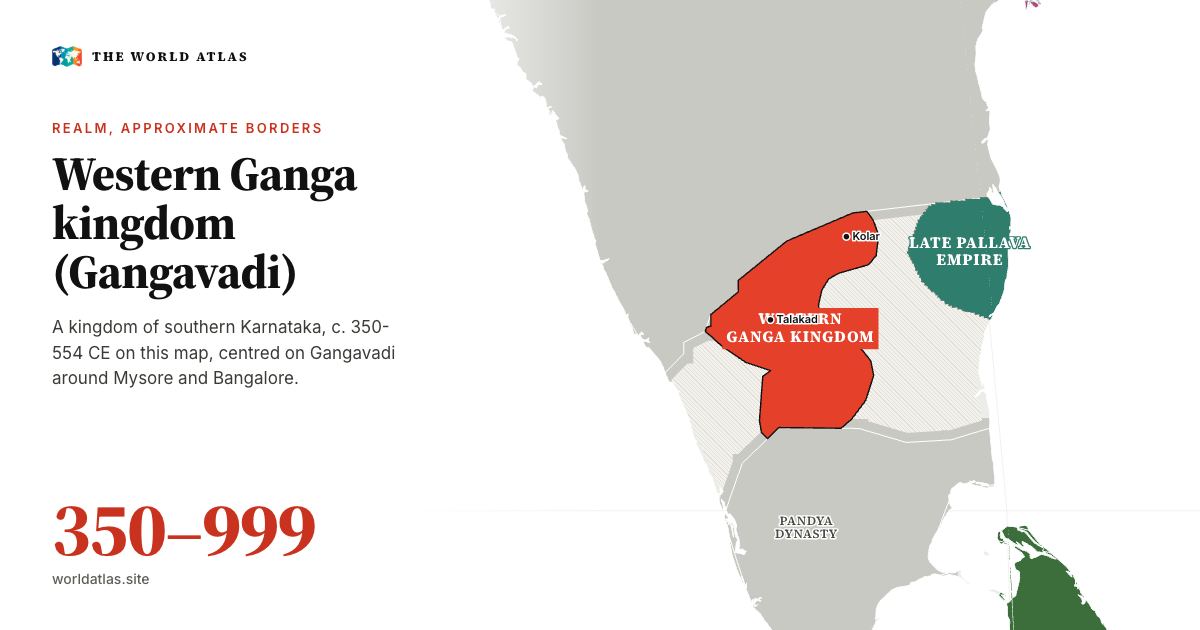 THE WORLD ATLAS
REALM, APPROXIMATE BORDERS
Western Ganga
kingdom
(Gangavadi)
A kingdom of southern Karnataka, c. 350-
554 CE on this map, centred on Gangavadi
around Mysore and Bangalore.
350–999
worldatlas.site
Kolar
LATE PALLAVA
EMPIRE
Talakad
GANGA KINGDOM
PANDYA
DYNASTY